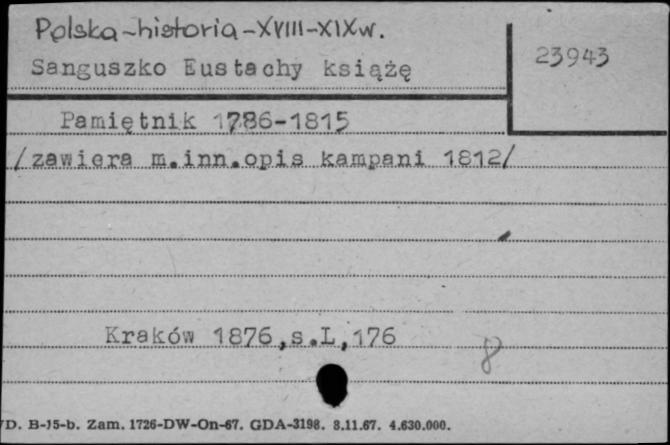 Polska-historia-XVIII-XIXw.
23943
Sanguszko Eustachy książę
Pamiętnik 1786-1815
/zawiera m.inn.opis kampani 1812/
Kraków 1876,s.L,176
8
D. B-15-b. Zam. 1726-DW-On-67. GDA-3198. 8.11.67. 4.630.000.